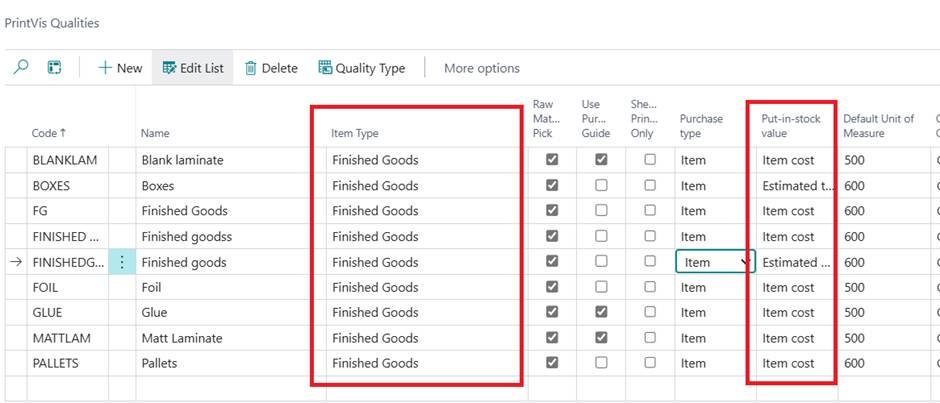 PrintVis Qualities
New Edit List Delete Quality Type More options
Raw Use She...
Mat... Pur... Prin... Purchase Put-in-stock Default Unit of
Code ↑ Name Item Type Pick Guide Only type value Measure
BLANKLAM Blank laminate Finished Goods Item Item cost 500
BOXES Boxes Finished Goods Item Estimated t... 600
FG Finished Goods Finished Goods Item Item cost 600
FINISHED ... Finished goodss Finished Goods Item Item cost 600
FINISHEDG... Finished goods Finished Goods Item Estimated ... 600
FOIL Foil Finished Goods Item Item cost 500
GLUE Glue Finished Goods Item Item cost 500
MATTLAM Matt Laminate Finished Goods Item Item cost 500
PALLETS Pallets Finished Goods Item Item cost 600